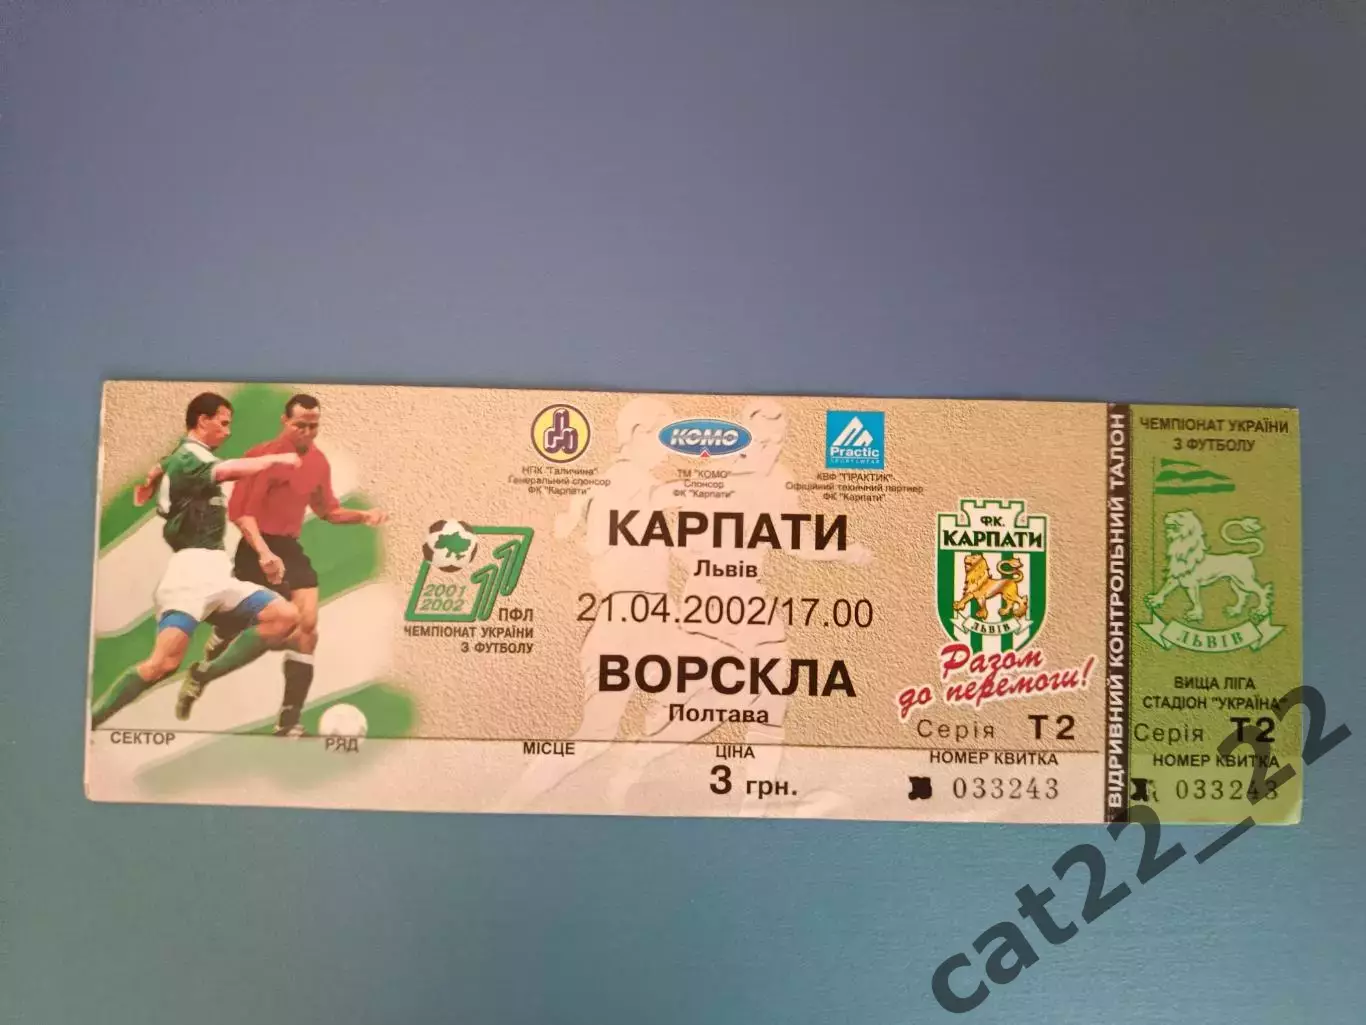 НПК "Галичина"
Генеральний спонсор
ФК "Карпати"
КОМО
ТМ "КОМО"
Спонсор
ФК "Карпати"
Practic
SPORTSWEAR
КВФ "ПРАКТИК"
Офіційний технічний партнер
ФК "Карпати"
КАРПАТИ
Львів
21.04.2002/17.00
ВОРСКЛА
Полтава
2001
2002
11
ПФЛ
ЧЕМПІОНАТ УКРАЇНИ
З ФУТБОЛУ
ФК
КАРПАТИ
ЛЬВІВ
Разом
до перемоги!
Серія Т2
СЕКТОР РЯД МІСЦЕ ЦІНА НОМЕР КВИТКА
3 грн. 033243
ВІДРИВНИЙ КОНТРОЛЬНИЙ ТАЛОН
ЧЕМПІОНАТ УКРАЇНИ
З ФУТБОЛУ
ЛЬВІВ
ВИЩА ЛІГА
СТАДІОН "УКРАЇНА"
Серія Т2
НОМЕР КВИТКА
033243
cat22_22